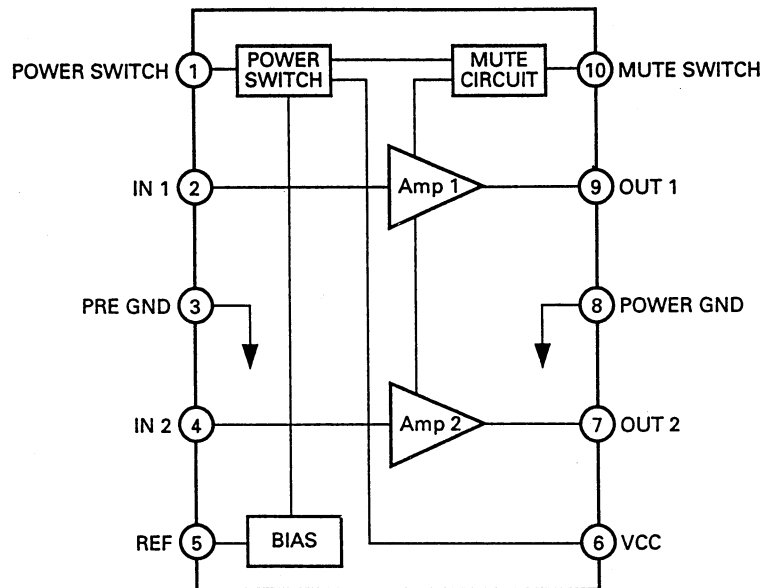 POWER SWITCH
1
POWER
SWITCH
MUTE
CIRCUIT
10
MUTE SWITCH
IN 1
2
Amp 1
9
OUT 1
PRE GND
3
8
POWER GND
IN 2
4
Amp 2
7
OUT 2
REF
5
BIAS
6
VCC